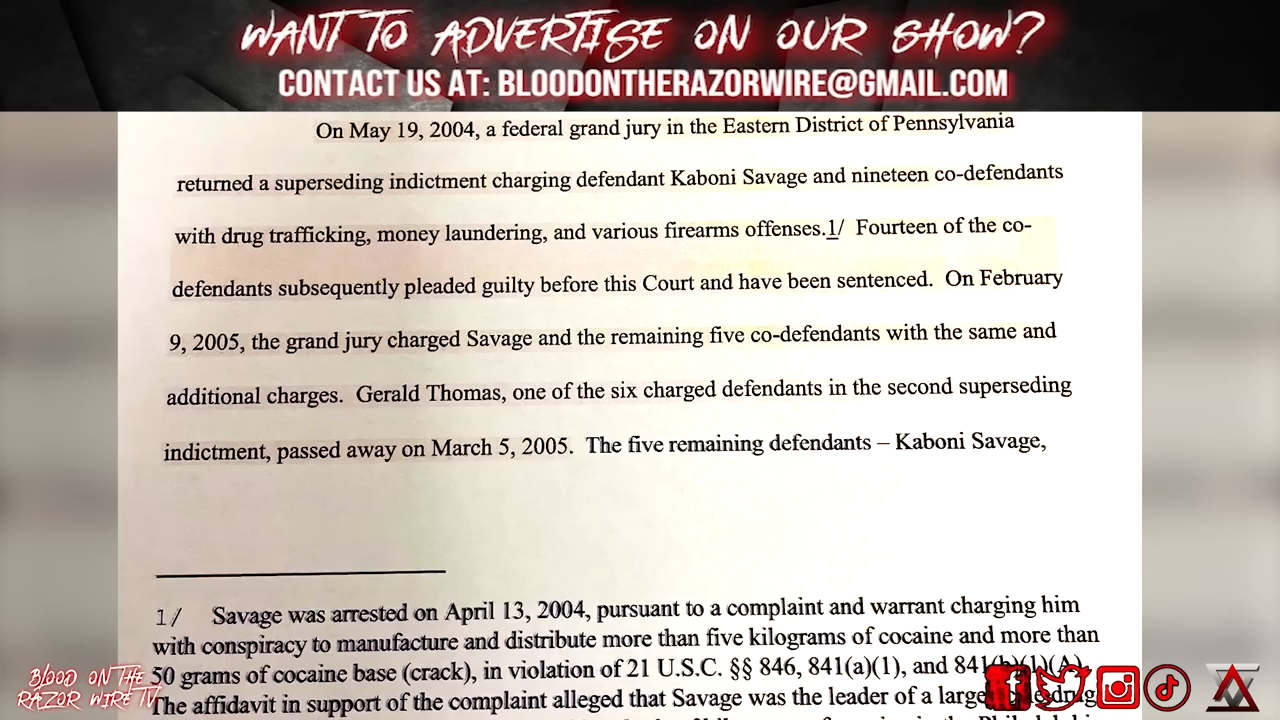 WANT TO ADVERTISE ON OUR SHOW?
CONTACT US AT: BLOODONTHERAZORWIRE@GMAIL.COM
On May 19, 2004, a federal grand jury in the Eastern District of Pennsylvania
returned a superseding indictment charging defendant Kaboni Savage and nineteen co-defendants
with drug trafficking, money laundering, and various firearms offenses.1/ Fourteen of the co-
defendants subsequently pleaded guilty before this Court and have been sentenced. On February
9, 2005, the grand jury charged Savage and the remaining five co-defendants with the same and
additional charges. Gerald Thomas, one of the six charged defendants in the second superseding
indictment, passed away on March 5, 2005. The five remaining defendants – Kaboni Savage,
1/ Savage was arrested on April 13, 2004, pursuant to a complaint and warrant charging him
with conspiracy to manufacture and distribute more than five kilograms of cocaine and more than
50 grams of cocaine base (crack), in violation of 21 U.S.C. §§ 846, 841(a)(1), and 841(b)(1)(A).
The affidavit in support of the complaint alleged that Savage was the leader of a large
BLOOD ON THE
RAZOR WIRE TV